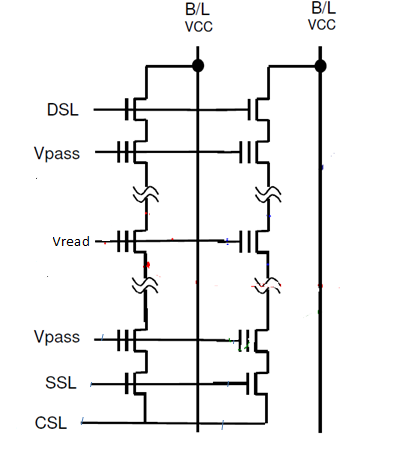 B/L
VCC
B/L
VCC
DSL
Vpass
Vread
Vpass
SSL
CSL